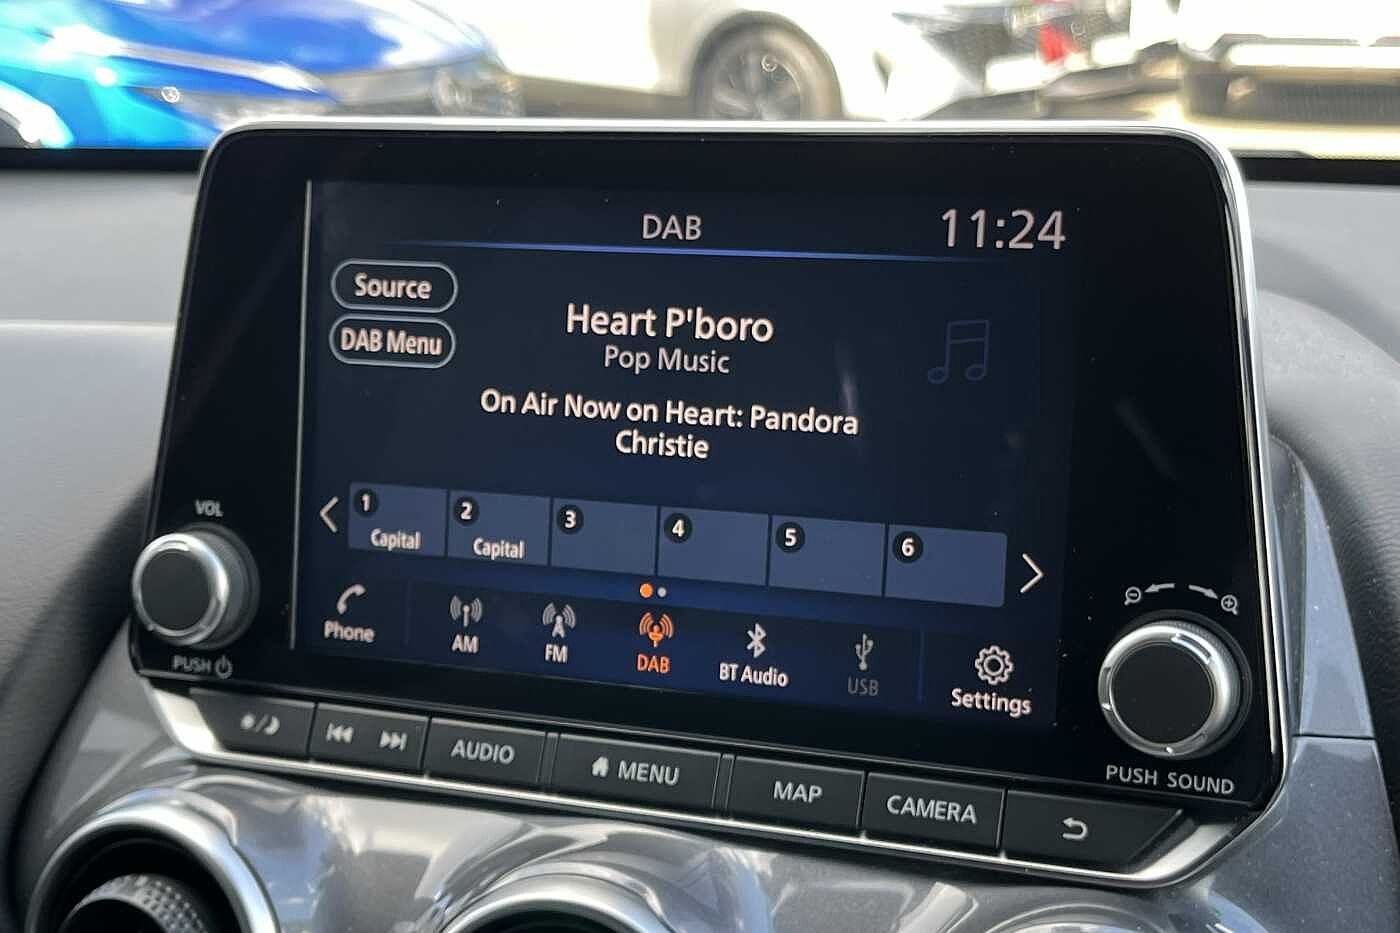 DAB
11:24
Source
DAB Menu
Heart P'boro
Pop Music
On Air Now on Heart: Pandora
Christie
1
Capital
2
Capital
3
4
5
6
VOL
PUSH
Phone
AM
FM
DAB
BT Audio
USB
Settings
PUSH SOUND
AUDIO
MENU
MAP
CAMERA